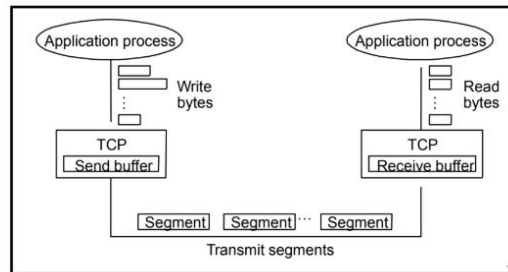 Application process
Application process
Write
bytes
Read
bytes
TCP
Send buffer
TCP
Receive buffer
Segment
Segment
Segment
Transmit segments